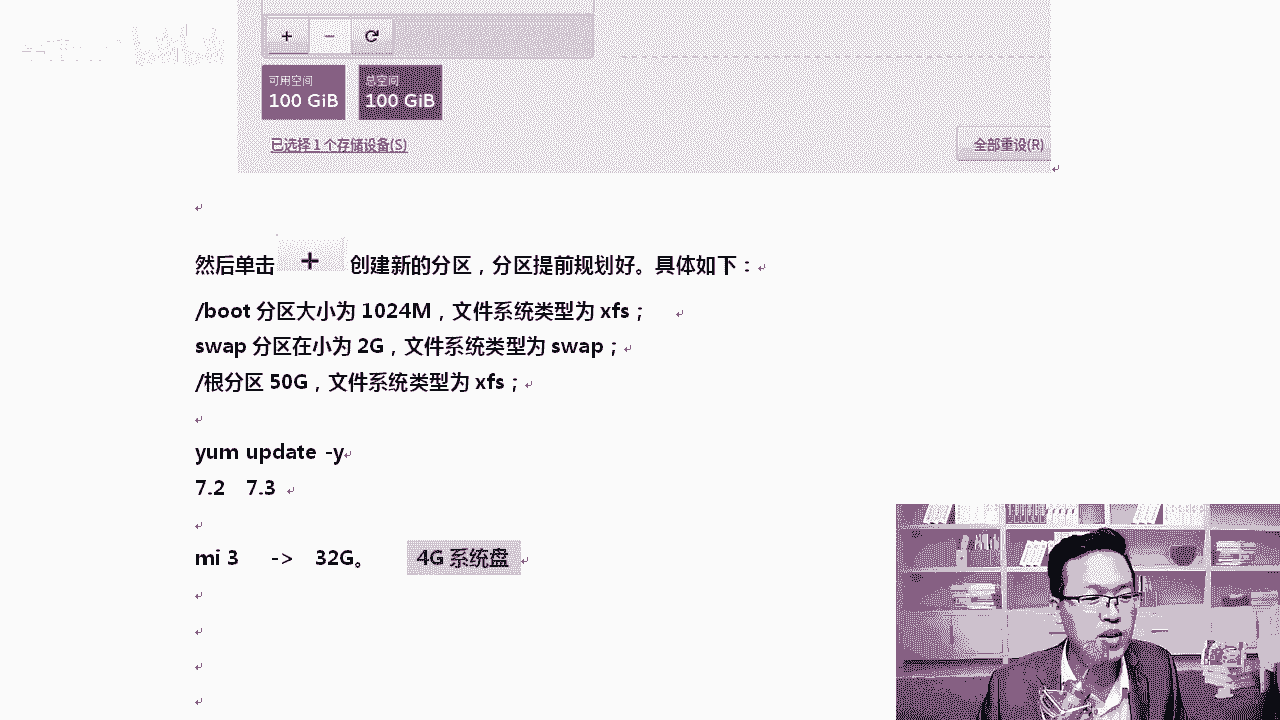 可用空间 总空间
100 GiB 100 GiB
已选择 1 个存储设备(S) 全部重设(R)
然后单击 + 创建新的分区，分区提前规划好。具体如下：
/boot 分区大小为 1024M，文件系统类型为 xfs；
swap 分区在小为 2G，文件系统类型为 swap；
/根分区 50G，文件系统类型为 xfs；
yum update -y
7.2 7.3
mi 3 -> 32G。 4G 系统盘